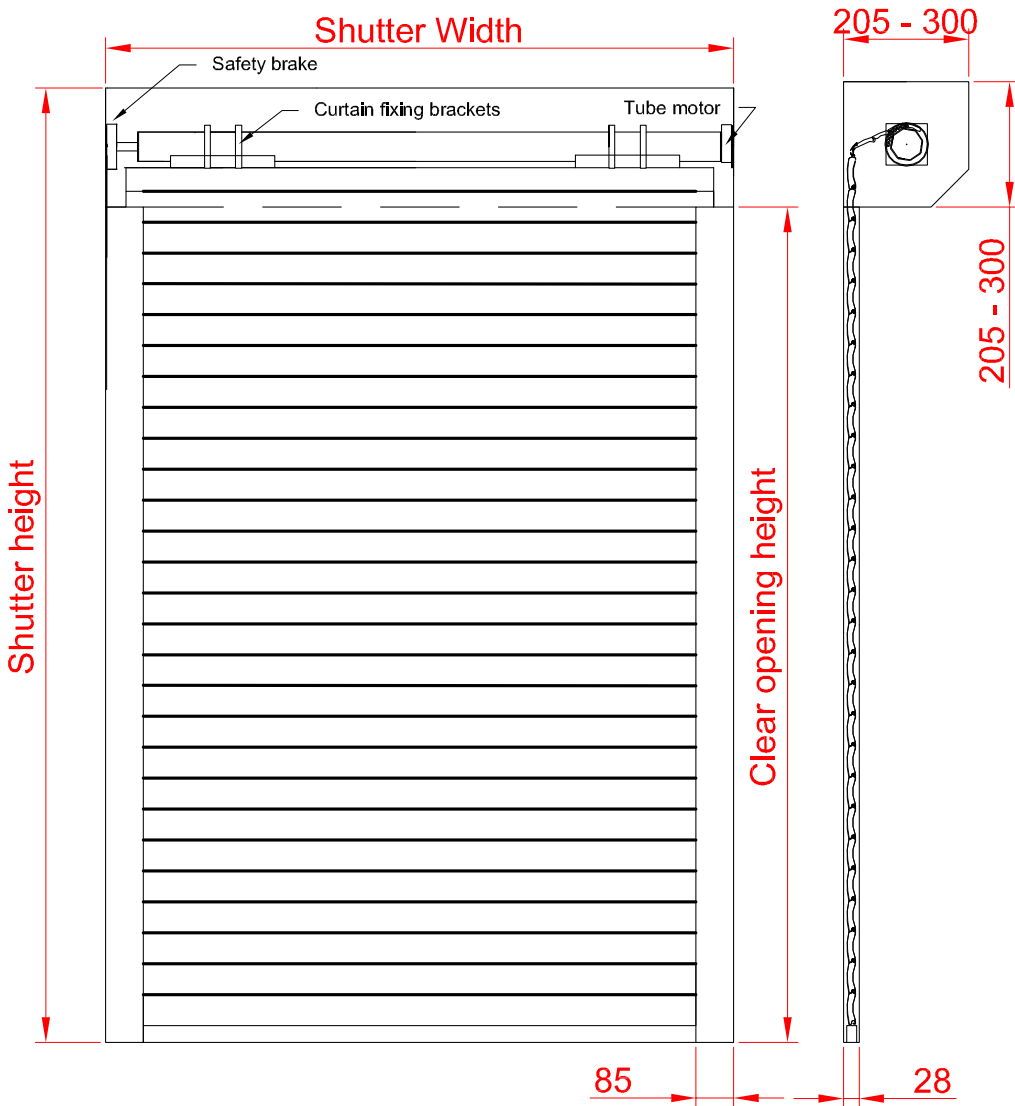 Shutter Width
205 - 300
Safety brake
Curtain fixing brackets
Tube motor
205 - 300
Shutter height
Clear opening height
85
28